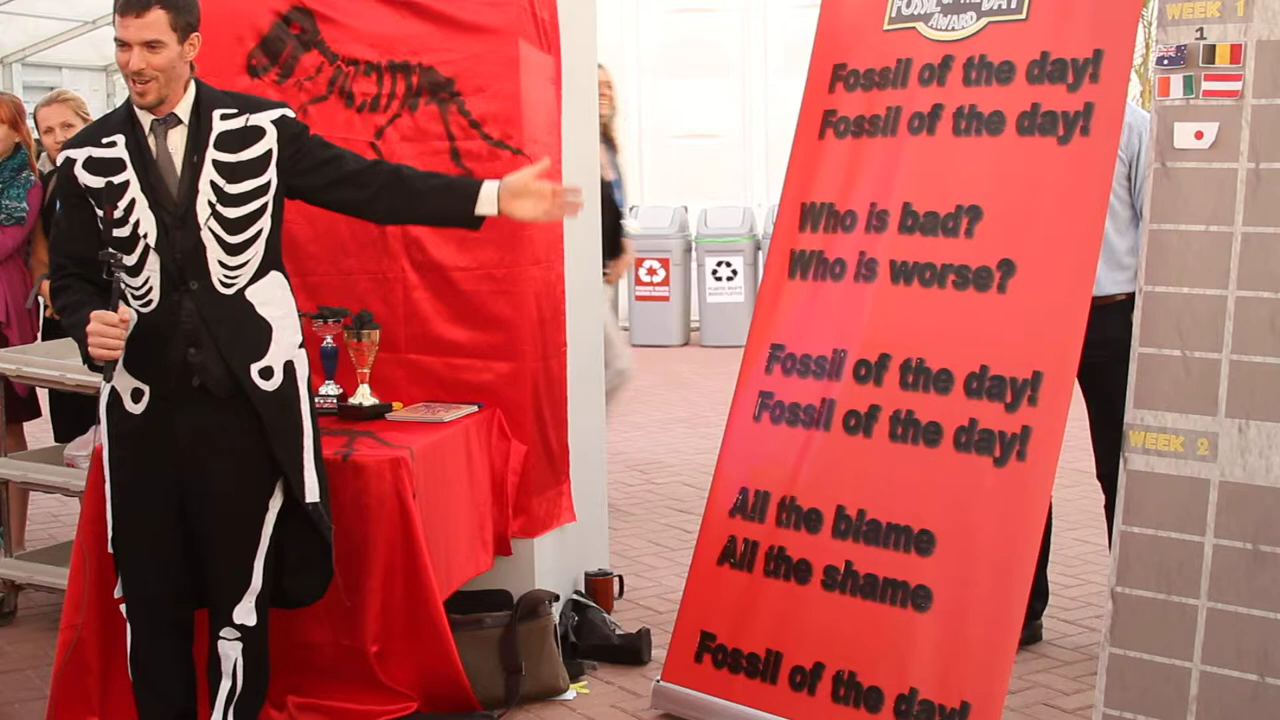 FOSSIL OF THE DAY
AWARD
Fossil of the day!
Fossil of the day!
Who is bad?
Who is worse?
Fossil of the day!
Fossil of the day!
All the blame
All the shame
Fossil of the day!
WEEK 1
1
WEEK 2